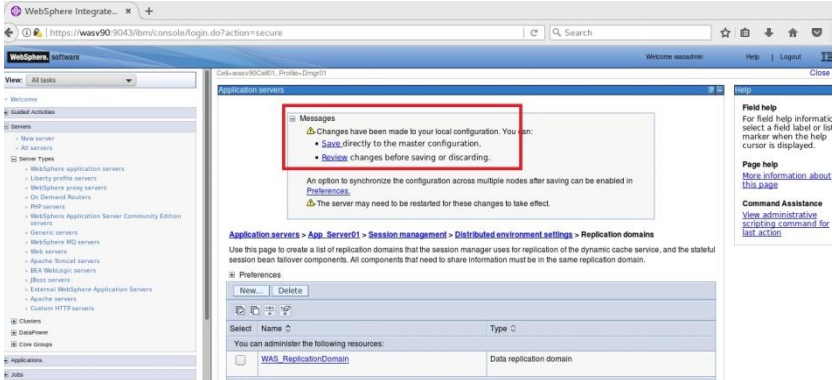 WebSphere Integrate... × +
https://wasv90:9043/ibm/console/login.do?action=secure
Search
WebSphere. software
Welcome wasadmin
Help | Logout
Cell=wasv90Cell01, Profile=Dmgr01
Close
View: All tasks
Welcome
Guided Activities
Servers
New server
All servers
Server Types
WebSphere application servers
Liberty profile servers
WebSphere proxy servers
On Demand Routers
PHP servers
WebSphere Application Server Community Edition
servers
Generic servers
WebSphere MQ servers
Web servers
Apache Tomcat servers
BEA WebLogic servers
JBoss servers
External WebSphere Application Servers
Apache servers
Custom HTTP servers
Clusters
DataPower
Core Groups
Applications
Jobs
Application servers
Messages
Changes have been made to your local configuration. You can:
Save directly to the master configuration.
Review changes before saving or discarding.
An option to synchronize the configuration across multiple nodes after saving can be enabled in
Preferences.
The server may need to be restarted for these changes to take effect.
Application servers > App_Server01 > Session management > Distributed environment settings > Replication domains
Use this page to create a list of replication domains that the session manager uses for replication of the dynamic cache service, and the stateful
session bean failover components. All components that need to share information must be in the same replication domain.
Preferences
New... Delete
Select Name Type
You can administer the following resources:
WAS_ReplicationDomain Data replication domain
Help
Field help
For field help informatio
select a field label or list
marker when the help
cursor is displayed.
Page help
More information about
this page
Command Assistance
View administrative
scripting command for
last action